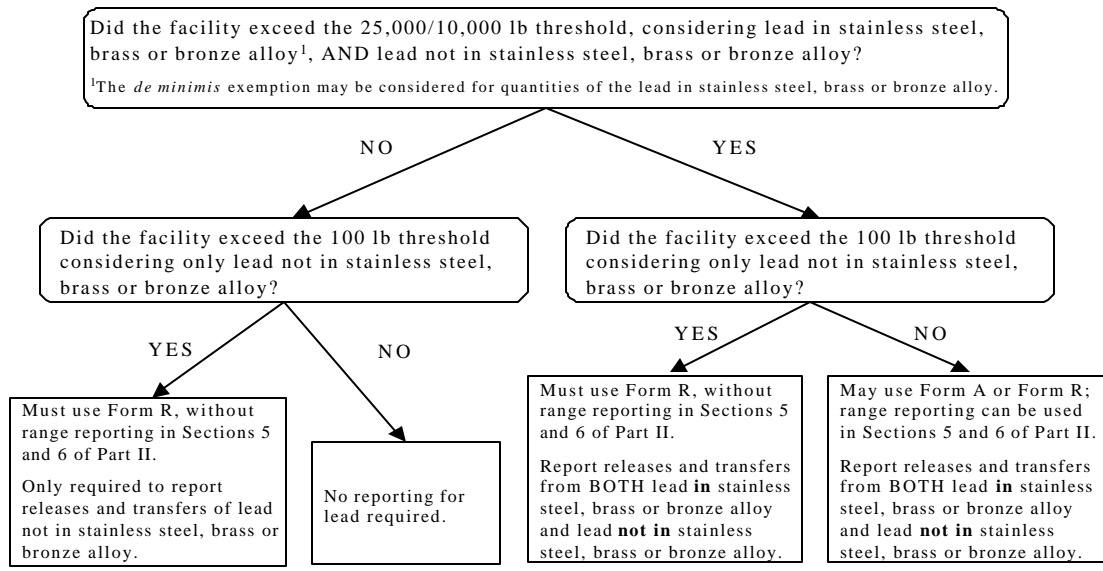 Did the facility exceed the 25,000/10,000 lb threshold, considering lead in stainless steel,
brass or bronze alloy¹, AND lead not in stainless steel, brass or bronze alloy?
¹The de minimis exemption may be considered for quantities of the lead in stainless steel, brass or bronze alloy.
NO
YES
Did the facility exceed the 100 lb threshold
considering only lead not in stainless steel,
brass or bronze alloy?
Did the facility exceed the 100 lb threshold
considering only lead not in stainless steel,
brass or bronze alloy?
YES
NO
YES
NO
Must use Form R, without
range reporting in Sections 5
and 6 of Part II.
Only required to report
releases and transfers of lead
not in stainless steel, brass or
bronze alloy.
No reporting for
lead required.
Must use Form R, without
range reporting in Sections 5
and 6 of Part II.
Report releases and transfers
from BOTH lead in stainless
steel, brass or bronze alloy
and lead not in stainless
steel, brass or bronze alloy.
May use Form A or Form R;
range reporting can be used
in Sections 5 and 6 of Part II.
Report releases and transfers
from BOTH lead in stainless
steel, brass or bronze alloy
and lead not in stainless
steel, brass or bronze alloy.